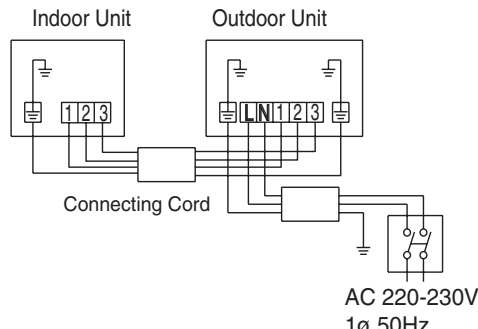 Indoor Unit
Outdoor Unit
1 2 3
L N 1 2 3
Connecting Cord
AC 220-230V
1ø 50Hz